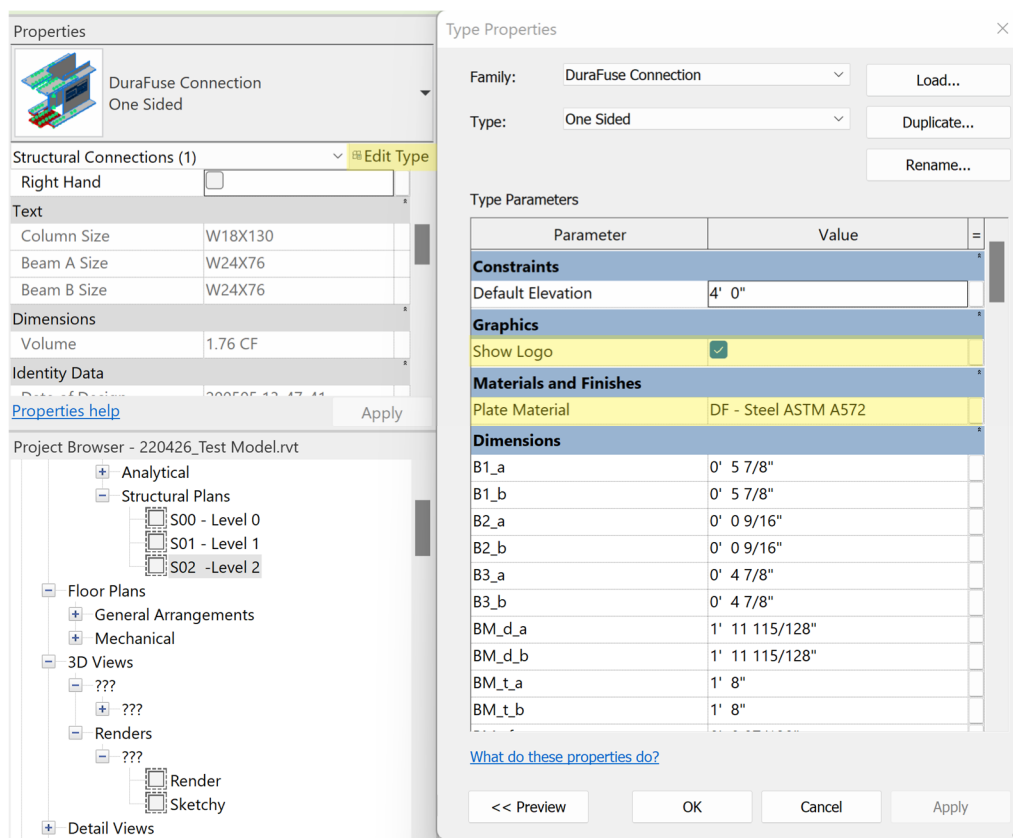 Properties
DuraFuse Connection
One Sided
Structural Connections (1)
Edit Type
Right Hand
Text
Column Size W18X130
Beam A Size W24X76
Beam B Size W24X76
Dimensions
Volume 1.76 CF
Identity Data
Properties help
Apply
Project Browser - 220426_Test Model.rvt
Analytical
Structural Plans
S00 - Level 0
S01 - Level 1
S02 -Level 2
Floor Plans
General Arrangements
Mechanical
3D Views
???
???
Renders
???
Render
Sketchy
Detail Views
Type Properties
Family: DuraFuse Connection Load...
Type: One Sided Duplicate...
Rename...
Type Parameters
Parameter Value =
Constraints
Default Elevation 4' 0"
Graphics
Show Logo
Materials and Finishes
Plate Material DF - Steel ASTM A572
Dimensions
B1_a 0' 5 7/8"
B1_b 0' 5 7/8"
B2_a 0' 0 9/16"
B2_b 0' 0 9/16"
B3_a 0' 4 7/8"
B3_b 0' 4 7/8"
BM_d_a 1' 11 115/128"
BM_d_b 1' 11 115/128"
BM_t_a 1' 8"
BM_t_b 1' 8"
What do these properties do?
<< Preview OK Cancel Apply